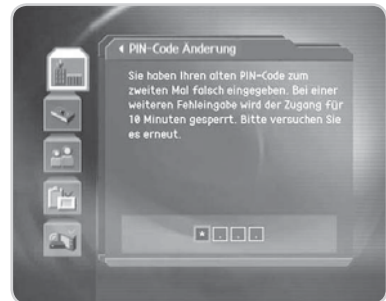 PIN-Code Änderung
Sie haben Ihren alten PIN-Code zum
zweiten Mal falsch eingegeben. Bei einer
weiteren Fehleingabe wird der Zugang für
10 Minuten gesperrt. Bitte versuchen Sie
es erneut.